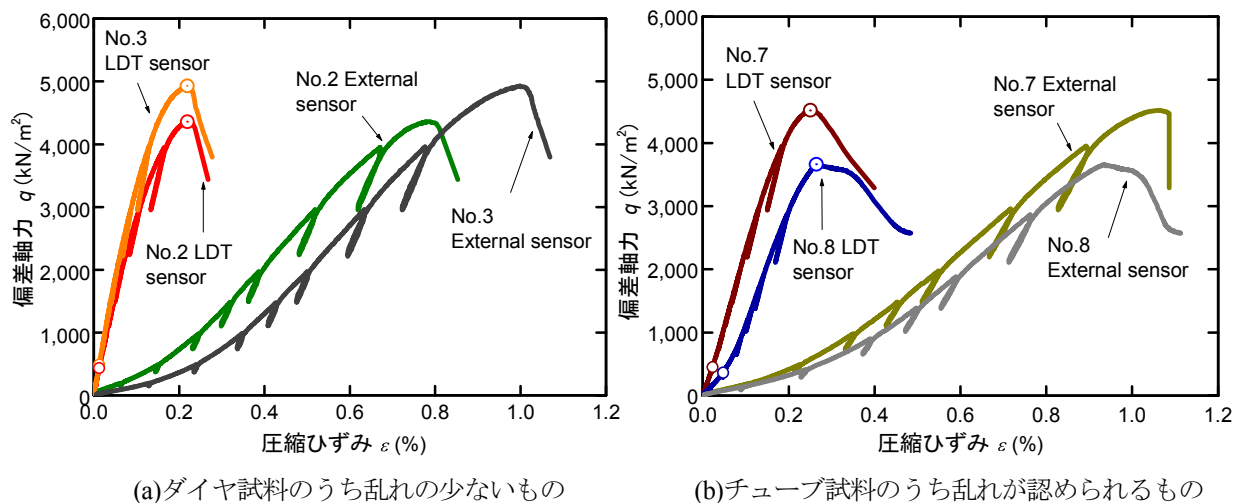 6,000
5,000
4,000
3,000
2,000
1,000
0
0.0
0.2
0.4
0.6
0.8
1.0
1.2
偏差軸力 q (kN/m²)
圧縮ひずみ ε (%)
No.3
LDT sensor
No.2 External
sensor
No.2 LDT
sensor
No.3
External sensor
(a)ダイヤ試料のうち乱れの少ないもの
6,000
5,000
4,000
3,000
2,000
1,000
0
0.0
0.2
0.4
0.6
0.8
1.0
1.2
偏差軸力 q (kN/m²)
圧縮ひずみ ε (%)
No.7
LDT sensor
No.7 External
sensor
No.8 LDT
sensor
No.8
External sensor
(b)チューブ試料のうち乱れが認められるもの